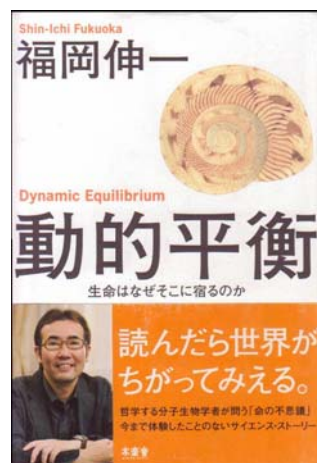 Shin-Ichi Fukuoka
福岡伸一
Dynamic Equilibrium
動的平衡
生命はなぜそこに宿るのか
読んだら世界が
ちがってみえる。
哲学する分子生物学者が問う「命の不思議」
今まで体験したことのないサイエンス・ストーリー
木楽舎